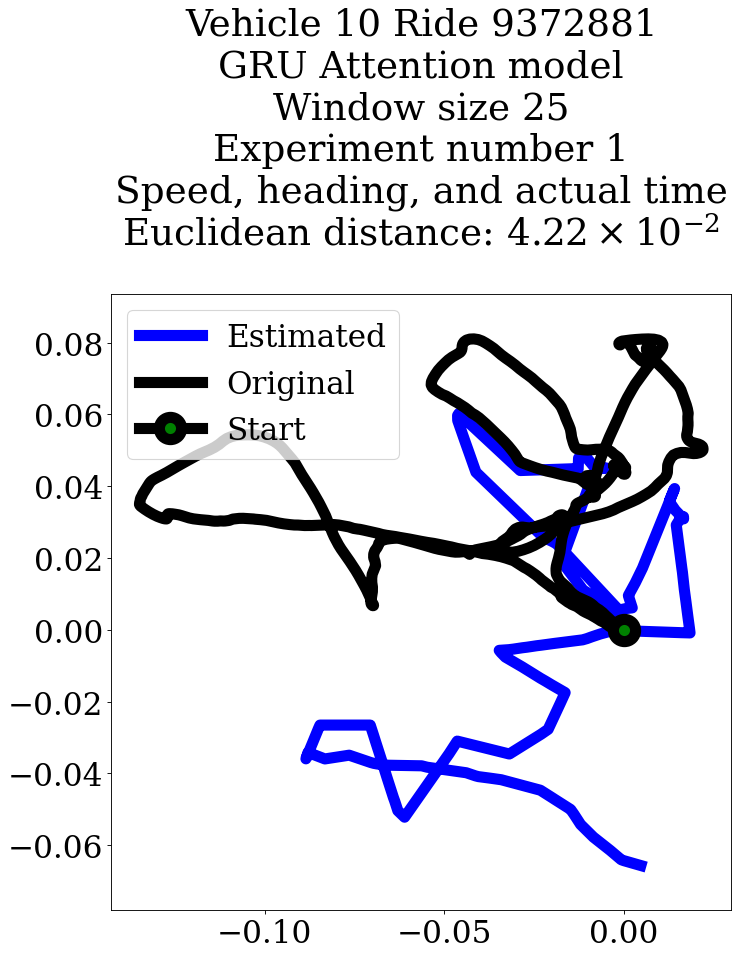 Vehicle 10 Ride 9372881
GRU Attention model
Window size 25
Experiment number 1
Speed, heading, and actual time
Euclidean distance: 4.22 × 10⁻²
Estimated
Original
Start
0.08
0.06
0.04
0.02
0.00
−0.02
−0.04
−0.06
−0.10
−0.05
0.00